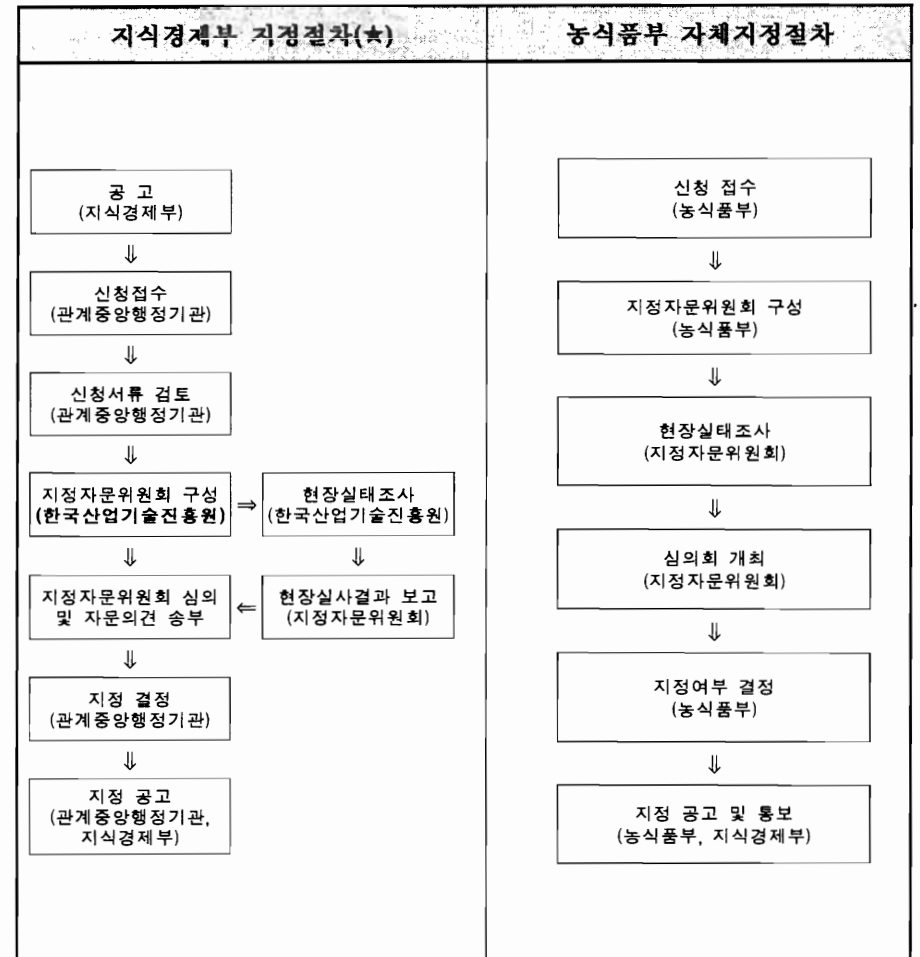 지식경제부 지정절차(★)
공 고
(지식경제부)
⇓
신청접수
(관계중앙행정기관)
⇓
신청서류 검토
(관계중앙행정기관)
⇓
지정자문위원회 구성
(한국산업기술진흥원)
⇒
현장실태조사
(한국산업기술진흥원)
⇓
⇓
현장실사결과 보고
(지정자문위원회)
⇐
지정자문위원회 심의
및 자문의견 송부
⇓
지정 결정
(관계중앙행정기관)
⇓
지정 공고
(관계중앙행정기관,
지식경제부)
농식품부 자체지정절차
신청 접수
(농식품부)
⇓
지정자문위원회 구성
(농식품부)
⇓
현장실태조사
(지정자문위원회)
⇓
심의회 개최
(지정자문위원회)
⇓
지정여부 결정
(농식품부)
⇓
지정 공고 및 통보
(농식품부, 지식경제부)